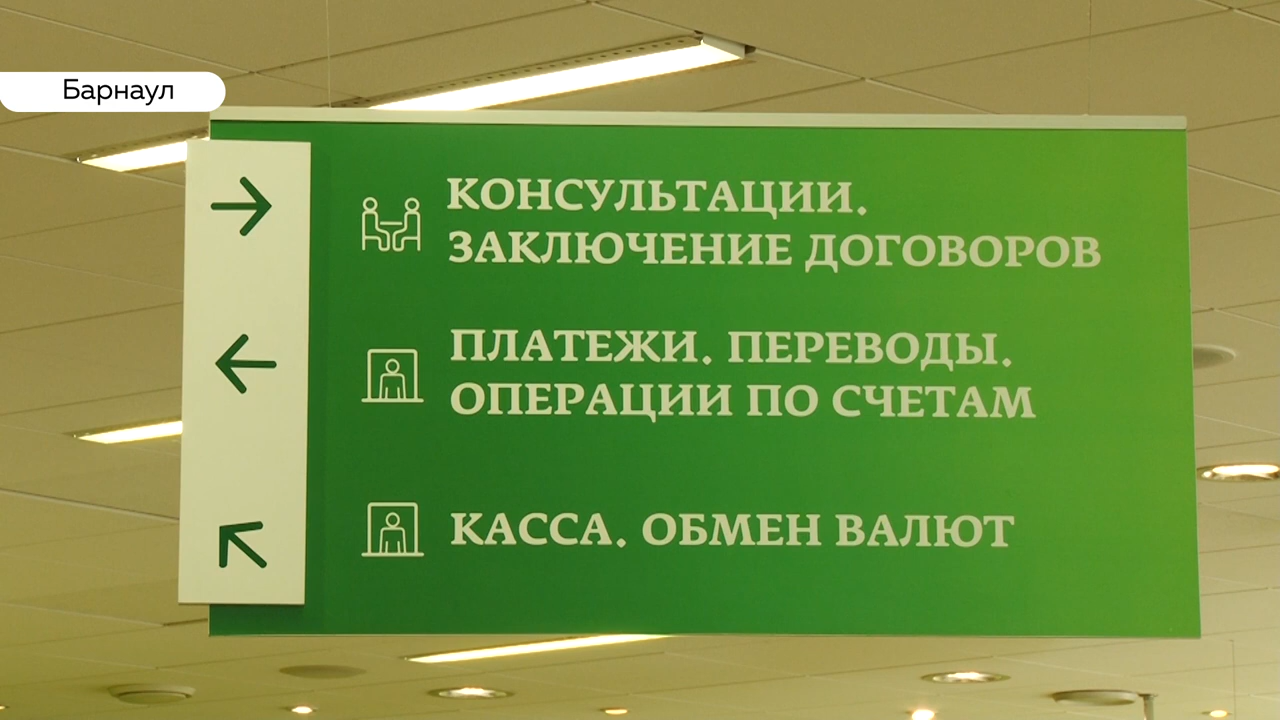 Барнаул
КОНСУЛЬТАЦИИ.
ЗАКЛЮЧЕНИЕ ДОГОВОРОВ
ПЛАТЕЖИ. ПЕРЕВОДЫ.
ОПЕРАЦИИ ПО СЧЕТАМ
КАССА. ОБМЕН ВАЛЮТ